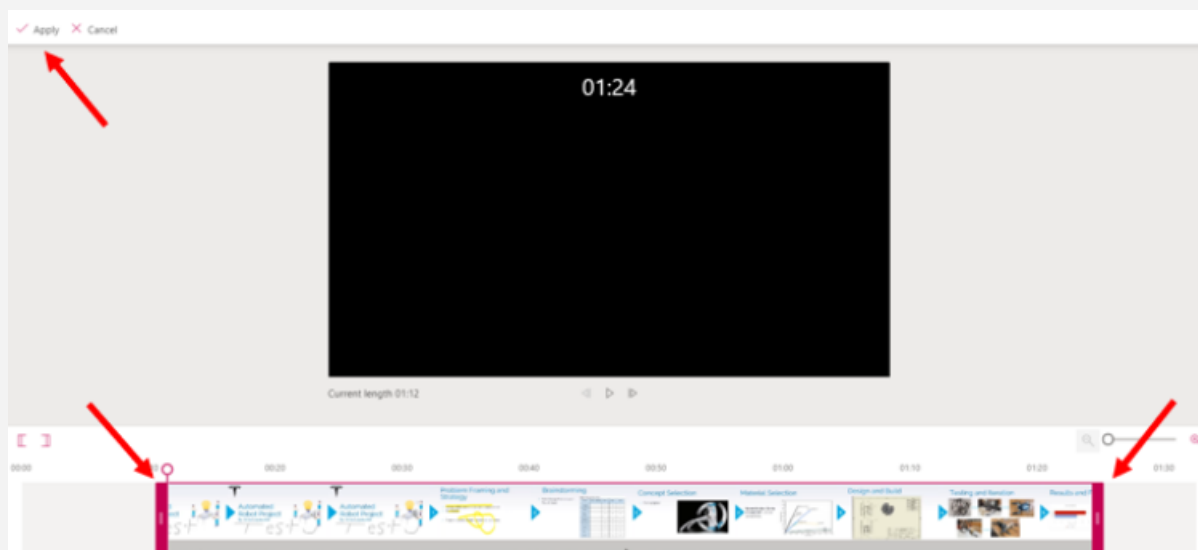 Apply Cancel
01:24
Current length 01:12
00:00 00:20 00:30 00:40 00:50 01:00 01:10 01:20 01:30
Automated
Robot Project
Automated
Robot Project
Problem Framing and
Strategy
Brainstorming
Concept Selection
Material Selection
Design and Build
Testing and Iteration
Results and